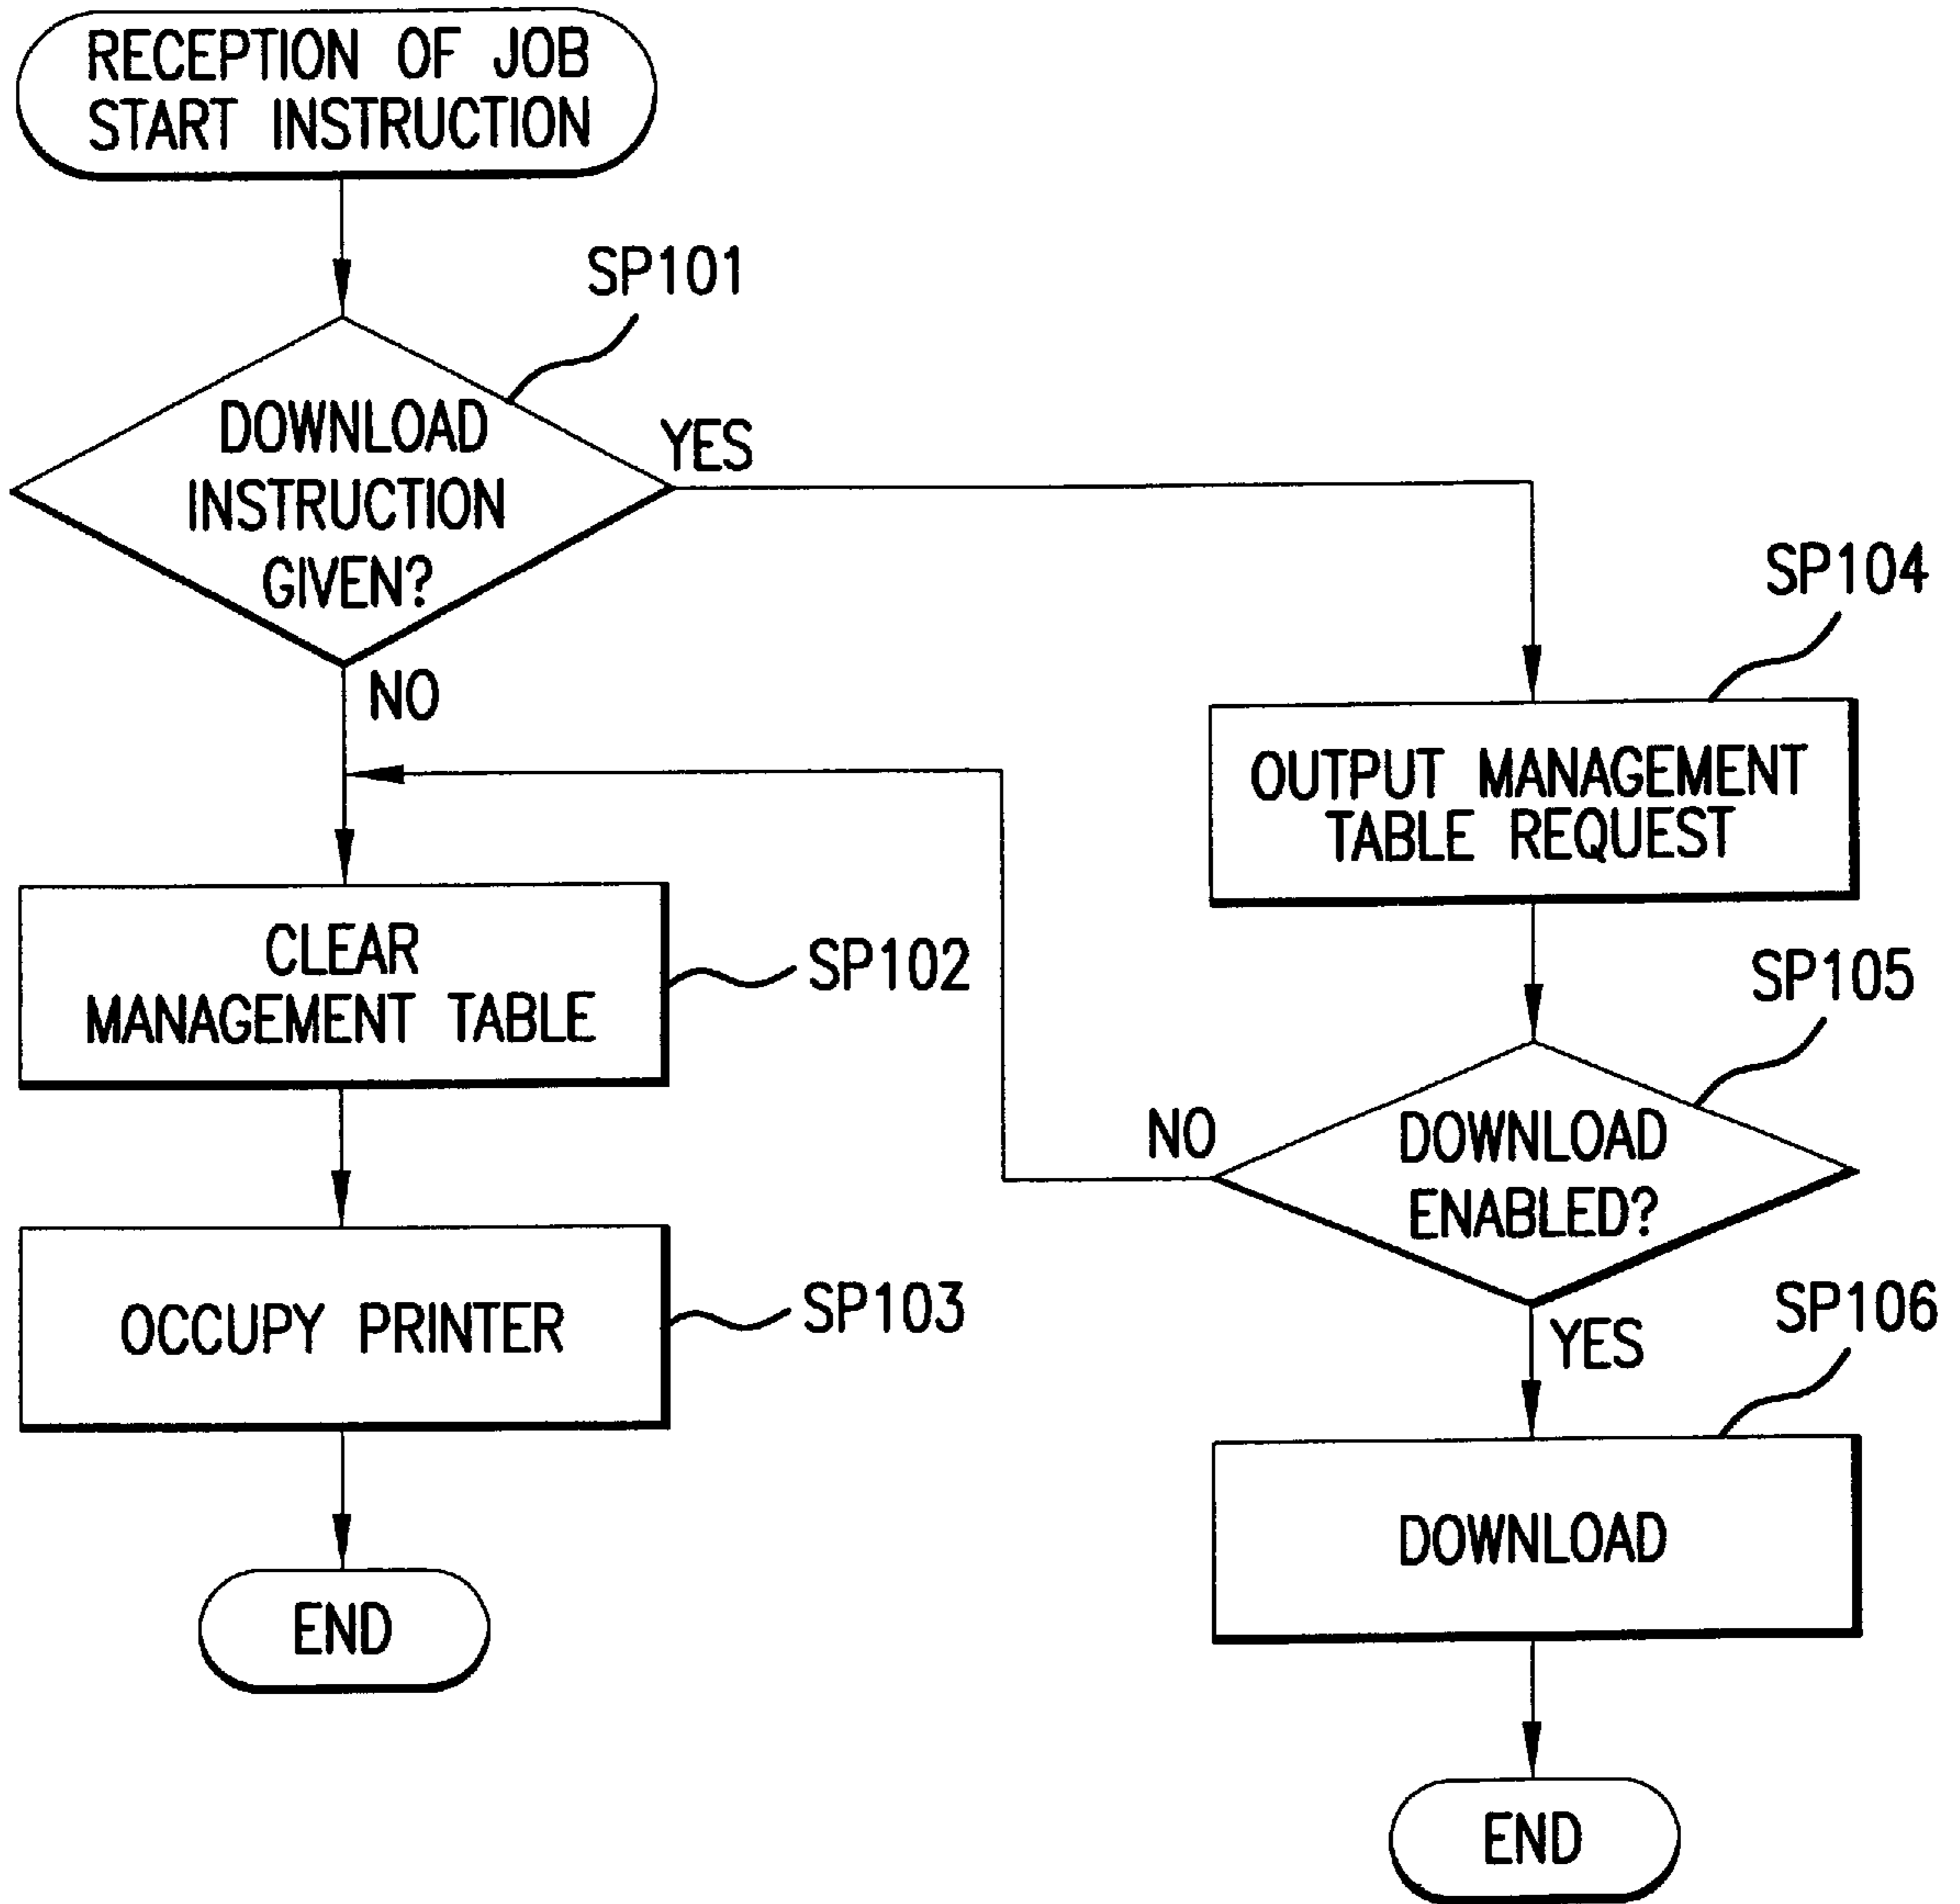 RECEPTION OF JOB
START INSTRUCTION
SP101
DOWNLOAD
INSTRUCTION
GIVEN?
YES
NO
SP104
OUTPUT MANAGEMENT
TABLE REQUEST
CLEAR
MANAGEMENT TABLE
SP102
SP105
DOWNLOAD
ENABLED?
NO
YES
OCCUPY PRINTER
SP103
SP106
DOWNLOAD
END
END